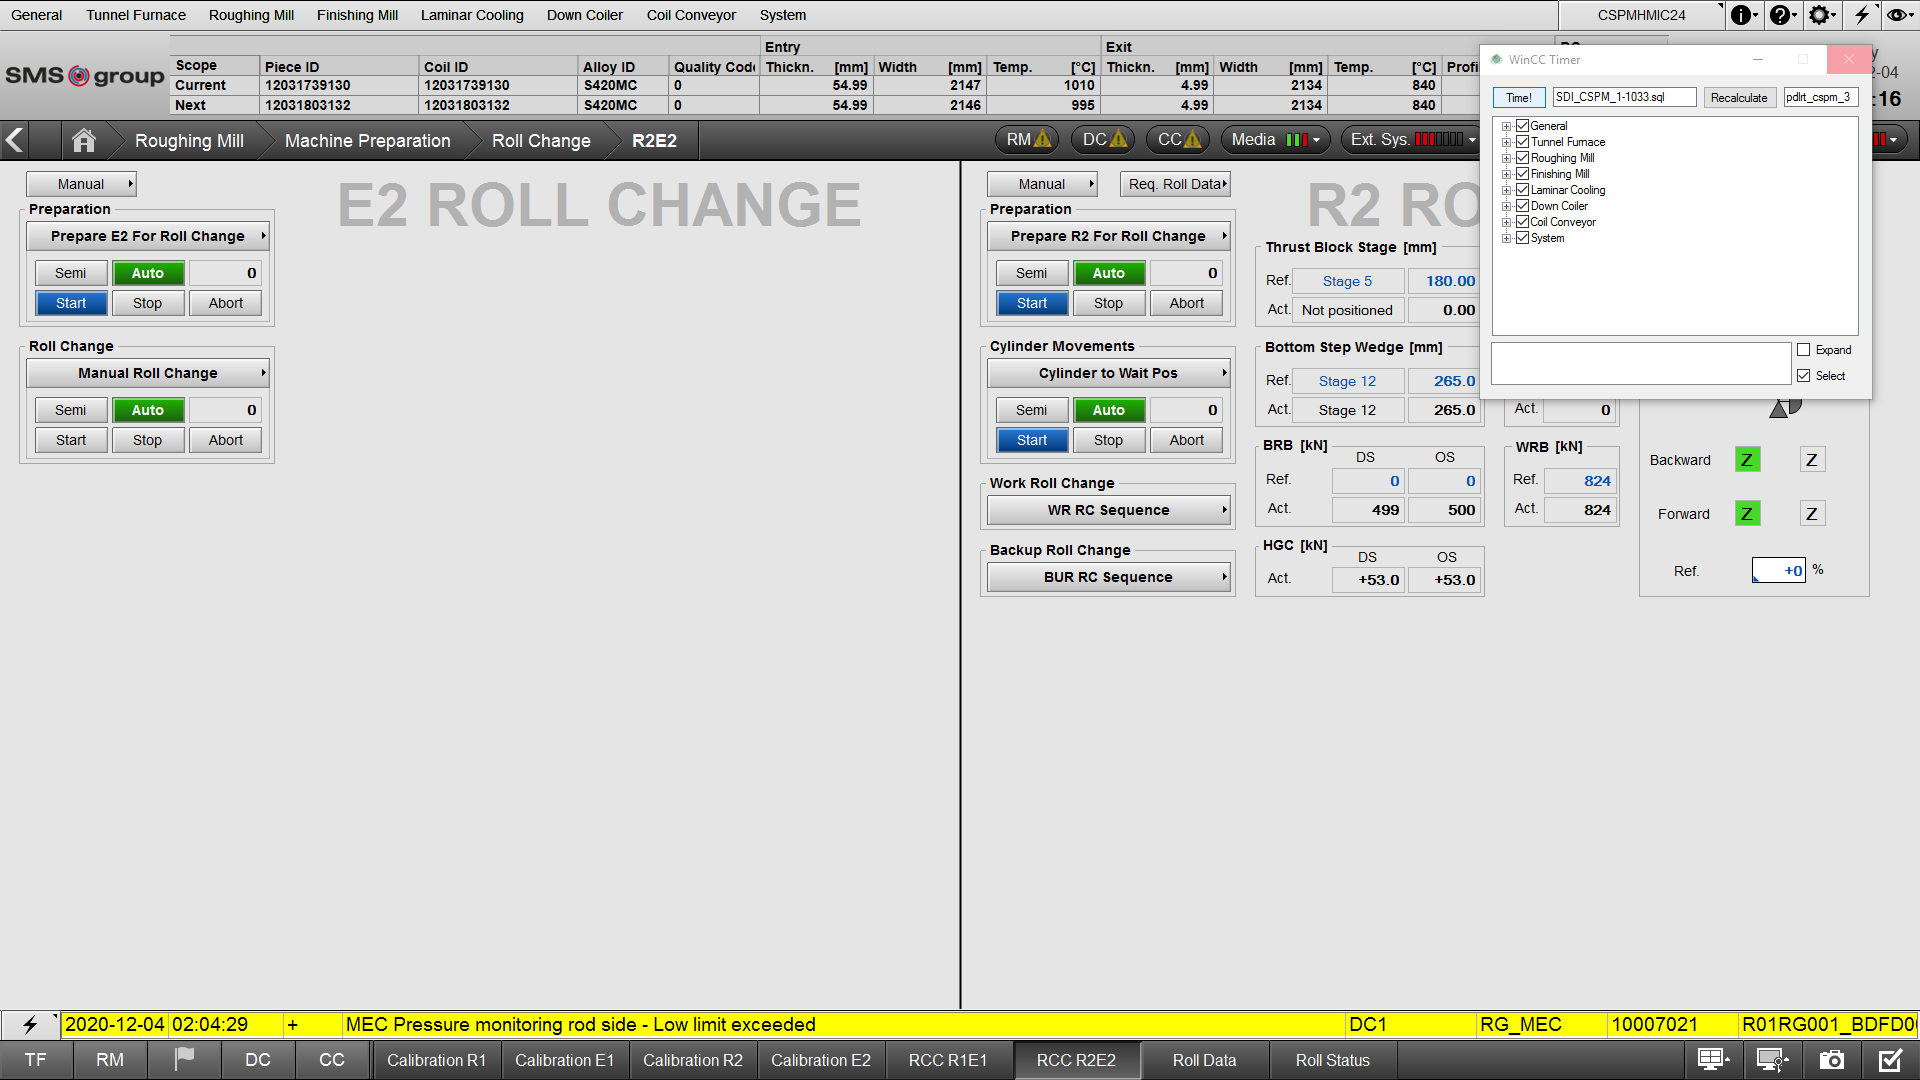 General Tunnel Furnace Roughing Mill Finishing Mill Laminar Cooling Down Coiler Coil Conveyor System CSPMHMIC24
Entry Exit
Scope Piece ID Coil ID Alloy ID Quality Code Thickn. [mm] Width [mm] Temp. [°C] Thickn. [mm] Width [mm] Temp. [°C] Profi
Current 12031739130 12031739130 S420MC 0 54.99 2147 1010 4.99 2134 840
Next 12031803132 12031803132 S420MC 0 54.99 2146 995 4.99 2134 840
SMS group
-04
:16
Roughing Mill Machine Preparation Roll Change R2E2 RM DC CC Media Ext. Sys.
WinCC Timer
Time! SDI_CSPM_1-1033.sql Recalculate pdlrt_cspm_3
General
Tunnel Furnace
Roughing Mill
Finishing Mill
Laminar Cooling
Down Coiler
Coil Conveyor
System
Expand
Select
Manual
E2 ROLL CHANGE
Preparation
Prepare E2 For Roll Change
Semi Auto 0
Start Stop Abort
Roll Change
Manual Roll Change
Semi Auto 0
Start Stop Abort
Manual Req. Roll Data
R2 RO
Preparation
Prepare R2 For Roll Change
Semi Auto 0
Start Stop Abort
Cylinder Movements
Cylinder to Wait Pos
Semi Auto 0
Start Stop Abort
Work Roll Change
WR RC Sequence
Backup Roll Change
BUR RC Sequence
Thrust Block Stage [mm]
Ref. Stage 5 180.00
Act. Not positioned 0.00
Bottom Step Wedge [mm]
Ref. Stage 12 265.0
Act. Stage 12 265.0
Act. 0
BRB [kN]
DS OS
Ref. 0 0
Act. 499 500
WRB [kN]
Ref. 824
Act. 824
HGC [kN]
DS OS
Act. +53.0 +53.0
Backward Z Z
Forward Z Z
Ref. +0 %
2020-12-04 02:04:29 + MEC Pressure monitoring rod side - Low limit exceeded DC1 RG_MEC 10007021 R01RG001_BDFD0
TF RM DC CC Calibration R1 Calibration E1 Calibration R2 Calibration E2 RCC R1E1 RCC R2E2 Roll Data Roll Status